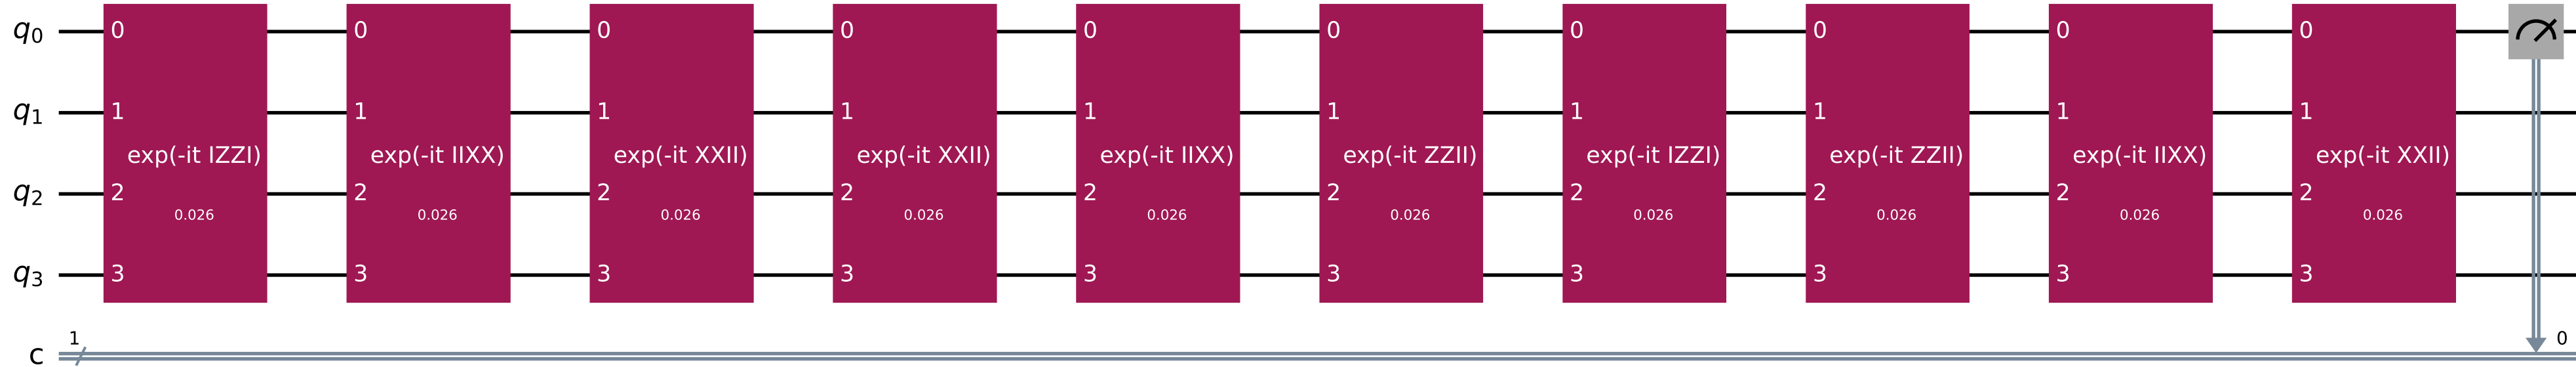 q0 0 0 0 0 0 0 0 0 0 0
q1 1 1 1 1 1 1 1 1 1 1
exp(-it IZZI) exp(-it IIXX) exp(-it XXII) exp(-it XXII) exp(-it IIXX) exp(-it ZZII) exp(-it IZZI) exp(-it ZZII) exp(-it IIXX) exp(-it XXII)
q2 2 2 2 2 2 2 2 2 2 2
0.026 0.026 0.026 0.026 0.026 0.026 0.026 0.026 0.026 0.026
q3 3 3 3 3 3 3 3 3 3 3
1 0
c